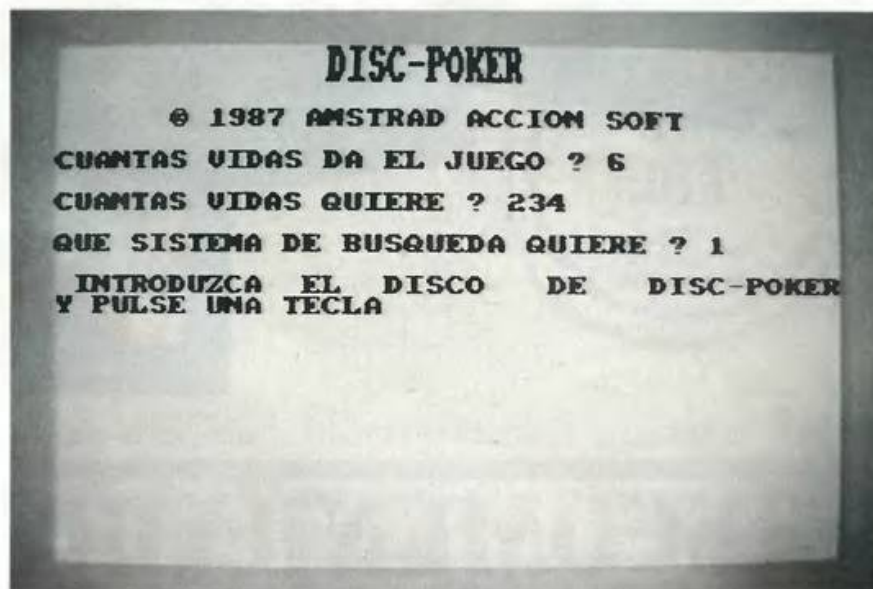 DISC-POKER
© 1987 AMSTRAD ACCION SOFT
CUANTAS VIDAS DA EL JUEGO ? 6
CUANTAS VIDAS QUIERE ? 234
QUE SISTEMA DE BUSQUEDA QUIERE ? 1
INTRODUZCA EL DISCO DE DISC-POKER
Y PULSE UNA TECLA